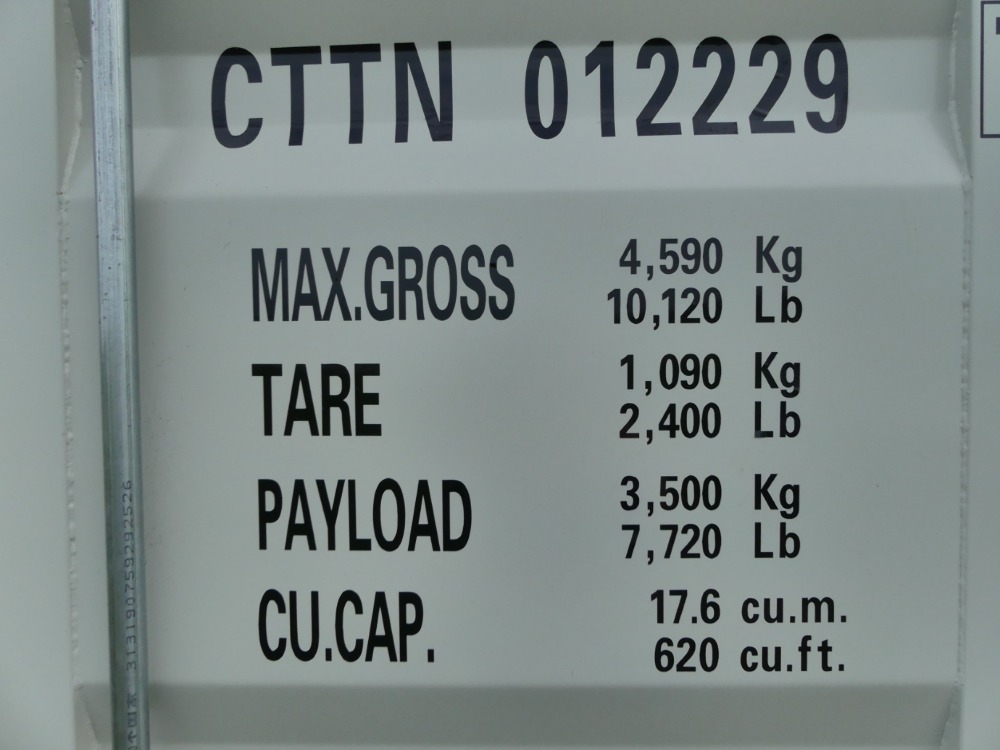 CTTN 012229
MAX.GROSS 4,590 Kg
10,120 Lb
TARE 1,090 Kg
2,400 Lb
PAYLOAD 3,500 Kg
7,720 Lb
CU.CAP. 17.6 cu.m.
620 cu.ft.
313190759292526